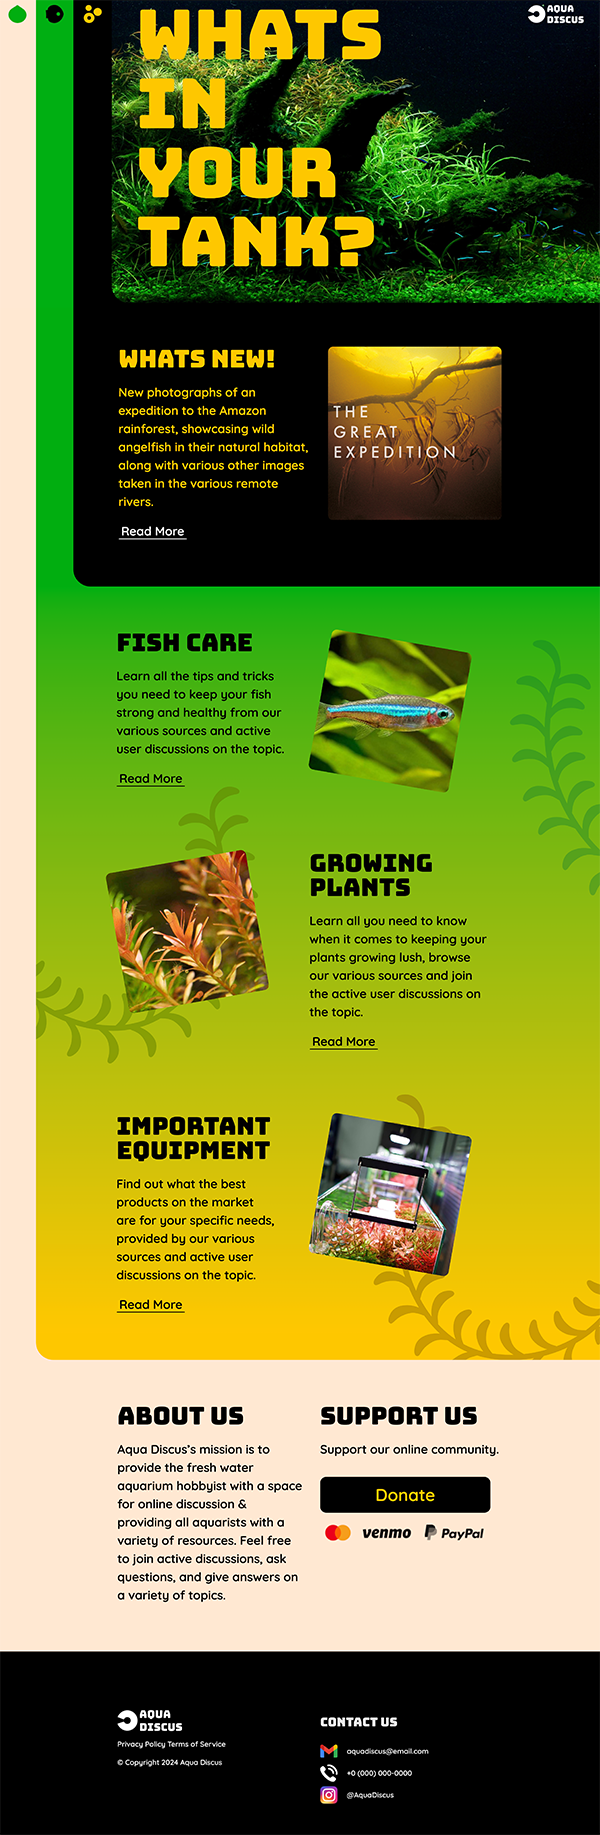 AQUA
DISCUS
WHATS
IN
YOUR
TANK?
WHATS NEW!
New photographs of an
expedition to the Amazon
rainforest, showcasing wild
angelfish in their natural habitat,
along with various other images
taken in the various remote
rivers.
Read More
THE
GREAT
EXPEDITION
FISH CARE
Learn all the tips and tricks
you need to keep your fish
strong and healthy from our
various sources and active
user discussions on the topic.
Read More
GROWING
PLANTS
Learn all you need to know
when it comes to keeping your
plants growing lush, browse
our various sources and join
the active user discussions on
the topic.
Read More
IMPORTANT
EQUIPMENT
Find out what the best
products on the market
are for your specific needs,
provided by our various
sources and active user
discussions on the topic.
Read More
ABOUT US
Aqua Discus's mission is to
provide the fresh water
aquarium hobbyist with a space
for online discussion &
providing all aquarists with a
variety of resources. Feel free
to join active discussions, ask
questions, and give answers on
a variety of topics.
SUPPORT US
Support our online community.
Donate
venmo PayPal
AQUA
DISCUS
Privacy Policy Terms of Service
© Copyright 2024 Aqua Discus
CONTACT US
aquadiscus@email.com
+0 (000) 000-0000
@AquaDiscus